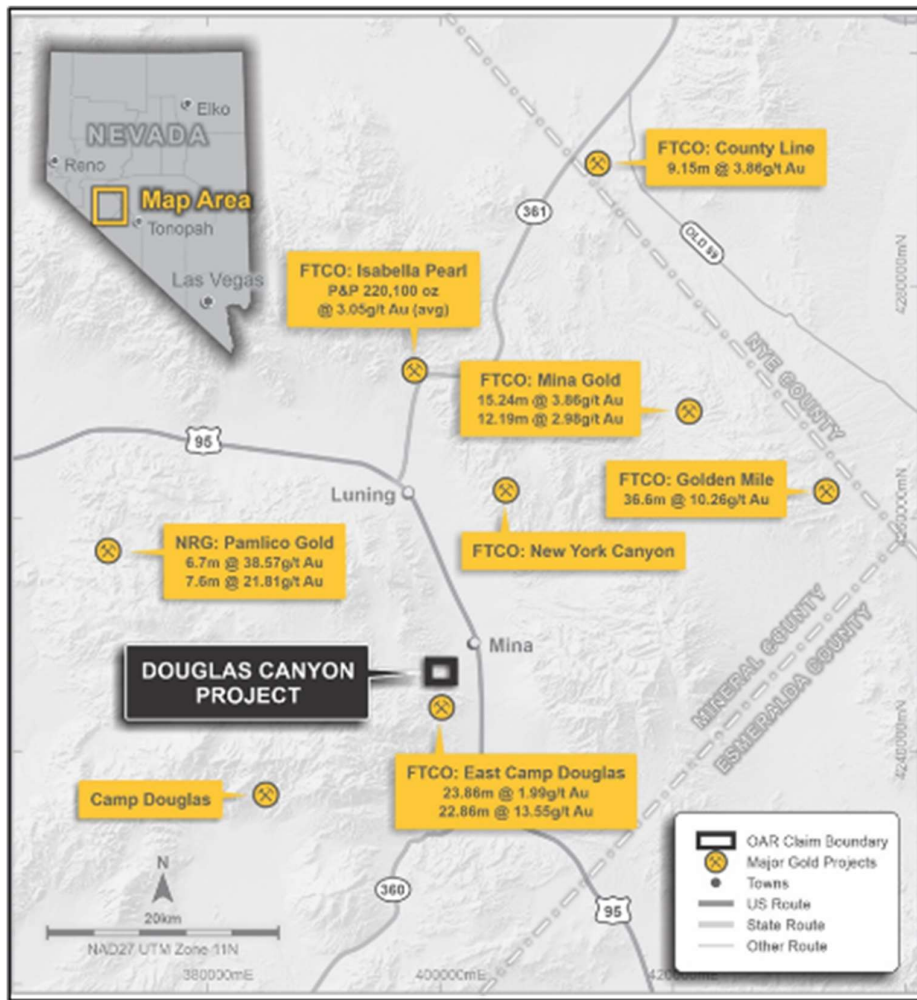 NEVADA
Elko
Reno
Map Area
Tonopah
Las Vegas
FTCO: County Line
9.15m @ 3.86g/t Au
361
OLD 89
4280000mN
FTCO: Isabella Pearl
P&P 220,100 oz
@ 3.05g/t Au (avg)
NYE COUNTY
FTCO: Mina Gold
15.24m @ 3.86g/t Au
12.19m @ 2.98g/t Au
95
Luning
FTCO: Golden Mile
36.6m @ 10.26g/t Au
4260000mN
NRG: Pamlico Gold
6.7m @ 38.57g/t Au
7.6m @ 21.81g/t Au
FTCO: New York Canyon
MINERAL COUNTY
ESMERALDA COUNTY
Mina
DOUGLAS CANYON
PROJECT
4240000mN
FTCO: East Camp Douglas
23.86m @ 1.99g/t Au
22.86m @ 13.55g/t Au
Camp Douglas
N
20km
NAD27 UTM Zone 11N
360
95
OAR Claim Boundary
Major Gold Projects
Towns
US Route
State Route
Other Route
380000mE
400000mE